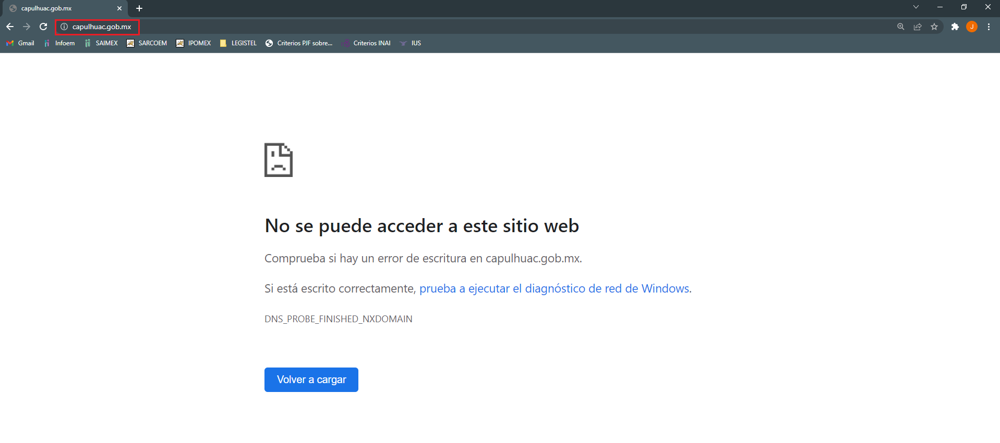 capulhuac.gob.mx
capulhuac.gob.mx
J
Gmail Infoem SAIMEX SARCOEM IPOMEX LEGISTEL Criterios PJF sobre... Criterios INAI IUS
No se puede acceder a este sitio web
Comprueba si hay un error de escritura en capulhuac.gob.mx.
Si está escrito correctamente, prueba a ejecutar el diagnóstico de red de Windows.
DNS_PROBE_FINISHED_NXDOMAIN
Volver a cargar